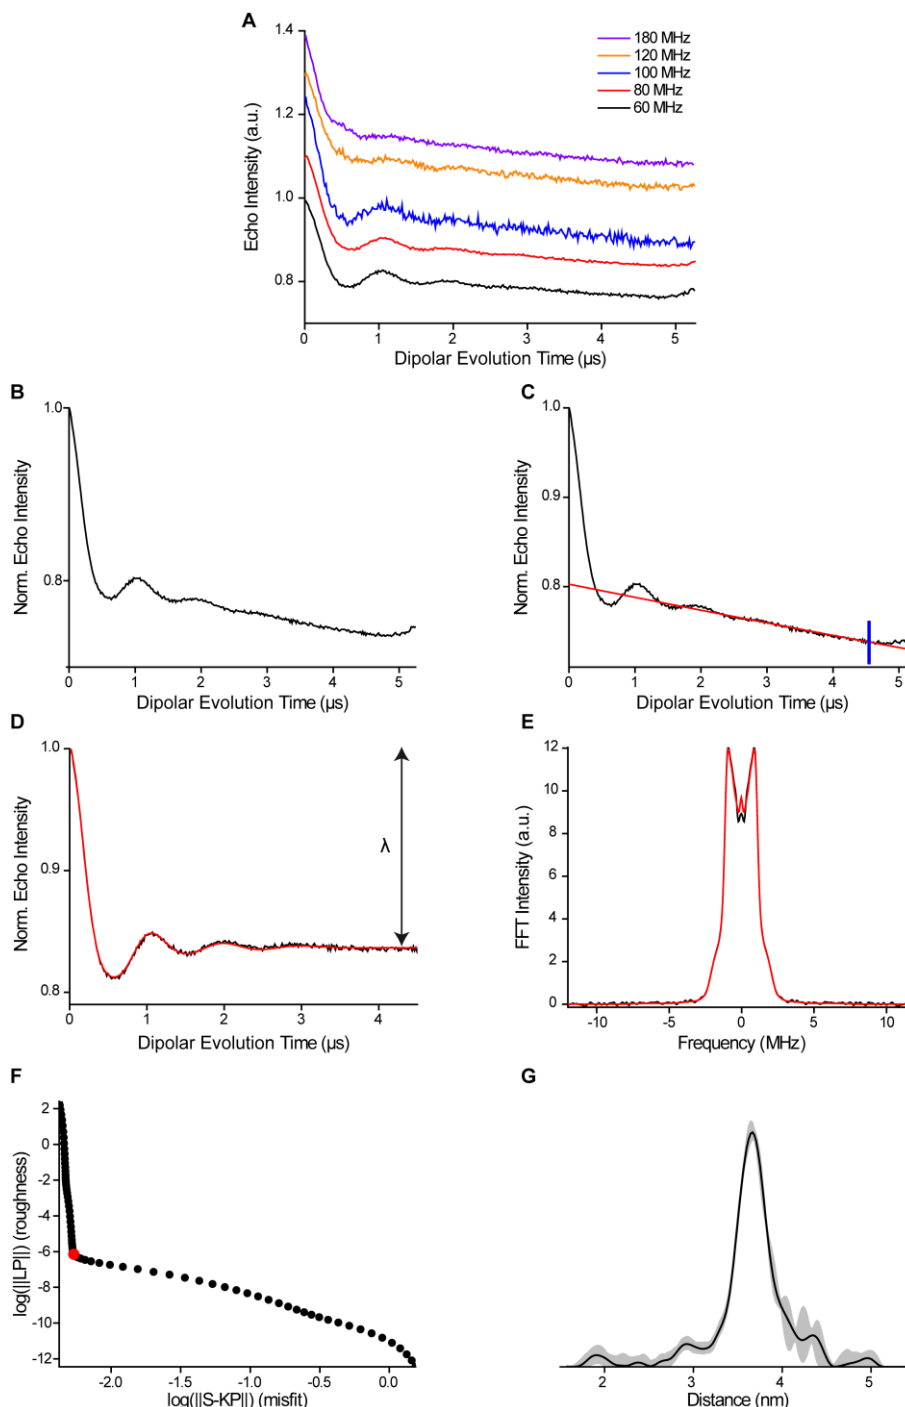 A
1.4
1.2
1.0
0.8
Echo Intensity (a.u.)
180 MHz
120 MHz
100 MHz
80 MHz
60 MHz
0 1 2 3 4 5
Dipolar Evolution Time (µs)
B
1.0
0.8
Norm. Echo Intensity
0 1 2 3 4 5
Dipolar Evolution Time (µs)
C
1.0
0.9
0.8
Norm. Echo Intensity
0 1 2 3 4 5
Dipolar Evolution Time (µs)
D
1.0
0.9
0.8
Norm. Echo Intensity
λ
0 1 2 3 4
Dipolar Evolution Time (µs)
E
12
10
8
6
4
2
0
FFT Intensity (a.u.)
-10 -5 0 5 10
Frequency (MHz)
F
2
0
-2
-4
-6
-8
-10
-12
log(||LP||) (roughness)
-2.0 -1.5 -1.0 -0.5 0.0
log(||S-KP||) (misfit)
G
2 3 4 5
Distance (nm)